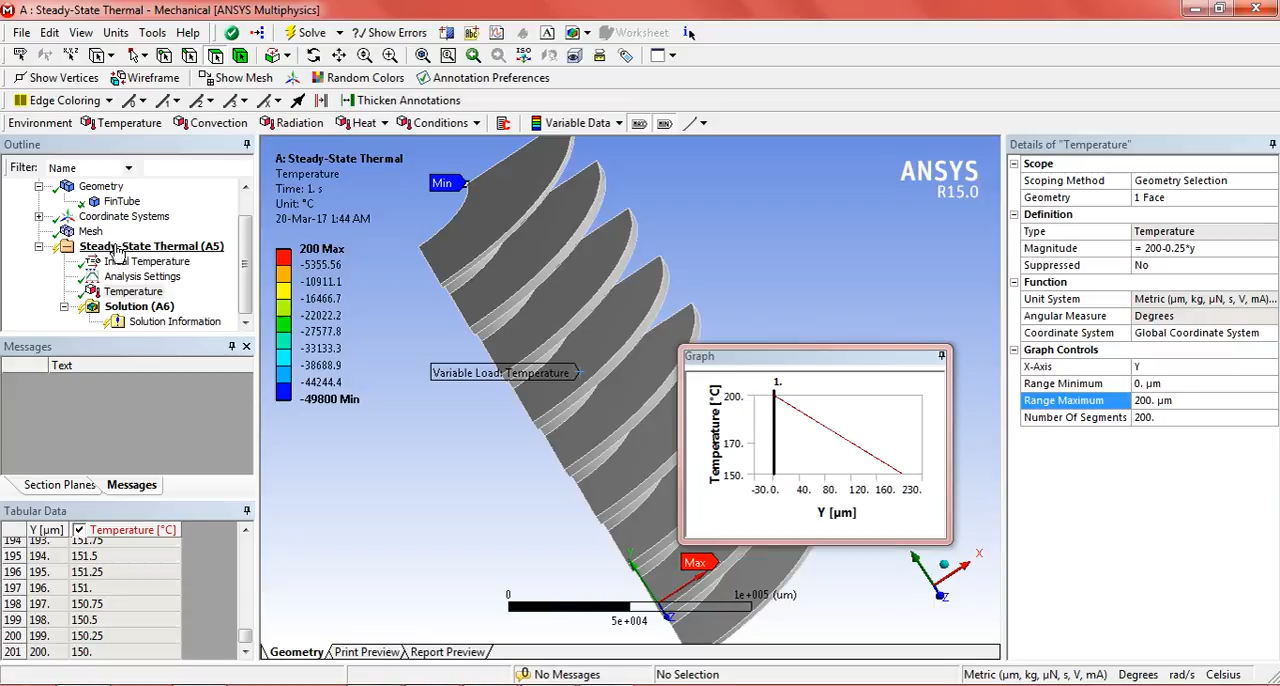 A : Steady-State Thermal - Mechanical [ANSYS Multiphysics]
File Edit View Units Tools Help Solve ?/ Show Errors Worksheet
Show Vertices Wireframe Show Mesh Random Colors Annotation Preferences
Edge Coloring Thicken Annotations
Environment Temperature Convection Radiation Heat Conditions Variable Data
Outline
Filter: Name
Geometry
FinTube
Coordinate Systems
Mesh
Steady-State Thermal (A5)
Initial Temperature
Analysis Settings
Temperature
Solution (A6)
Solution Information
Messages
Text
Section Planes Messages
Tabular Data
Y [µm] Temperature [°C]
194 193. 151.75
195 194. 151.5
196 195. 151.25
197 196. 151.
198 197. 150.75
199 198. 150.5
200 199. 150.25
201 200. 150.
A: Steady-State Thermal
Temperature
Time: 1. s
Unit: °C
20-Mar-17 1:44 AM
200 Max
-5355.56
-10911.1
-16466.7
-22022.2
-27577.8
-33133.3
-38688.9
-44244.4
-49800 Min
Min
Variable Load: Temperature
Max
ANSYS
R15.0
Graph
Temperature [°C]
1.
200.
170.
150.
-30. 0. 40. 80. 120. 160. 230.
Y [µm]
0 1e+005 (um)
5e+004
Y
X
Z
X
Z
Geometry Print Preview Report Preview
Details of "Temperature"
Scope
Scoping Method Geometry Selection
Geometry 1 Face
Definition
Type Temperature
Magnitude = 200-0.25*y
Suppressed No
Function
Unit System Metric (µm, kg, µN, s, V, mA)...
Angular Measure Degrees
Coordinate System Global Coordinate System
Graph Controls
X-Axis Y
Range Minimum 0. µm
Range Maximum 200. µm
Number Of Segments 200.
No Messages No Selection Metric (µm, kg, µN, s, V, mA) Degrees rad/s Celsius